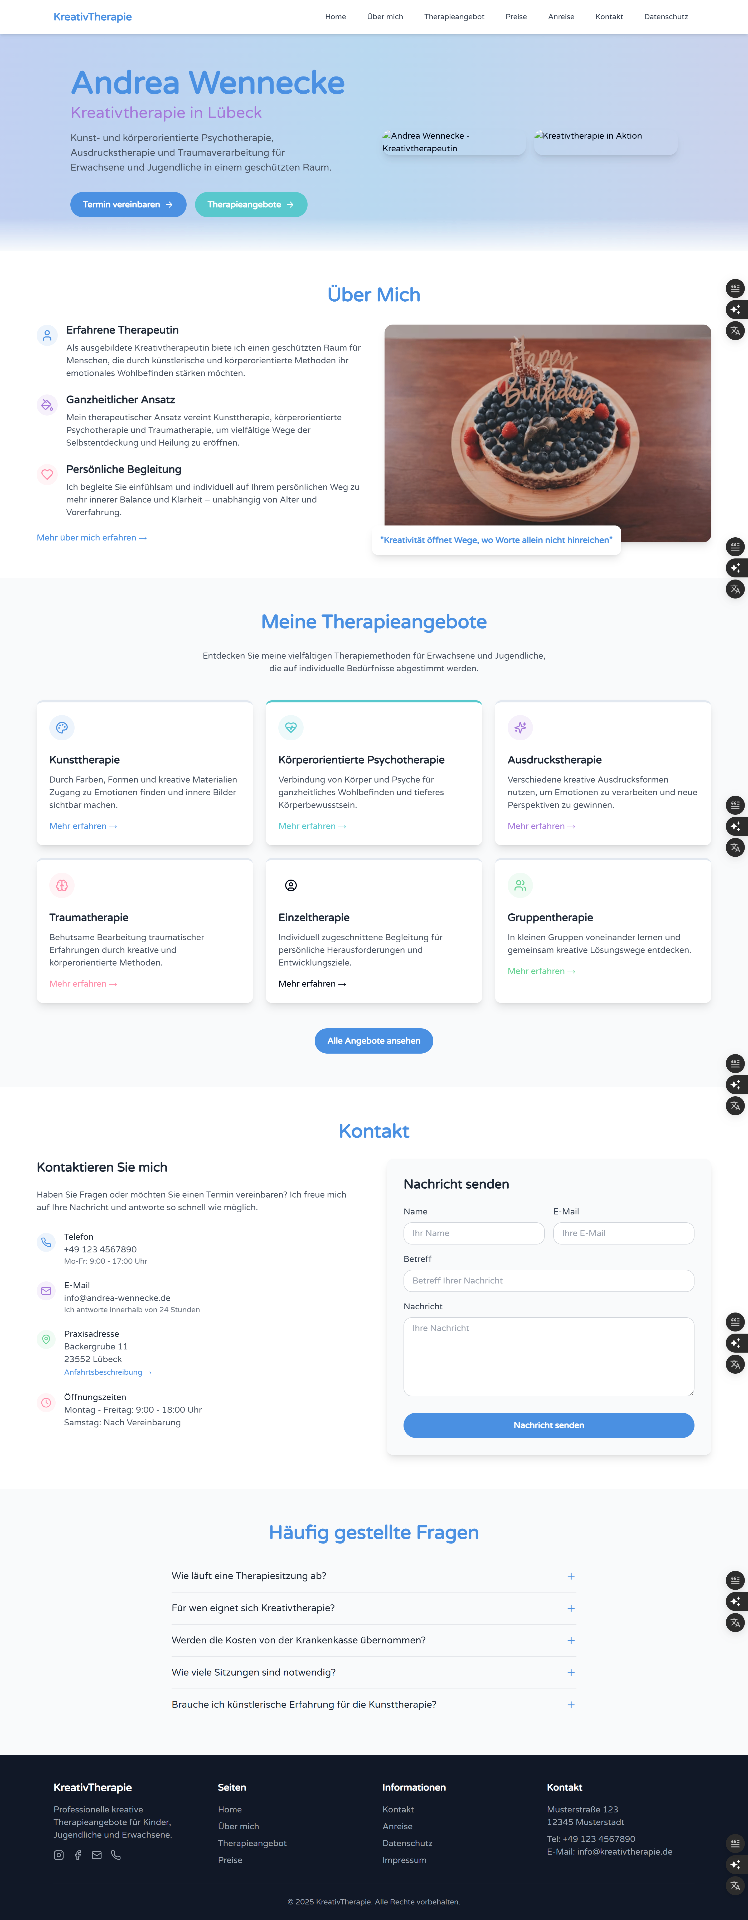 KreativTherapie
Home Über mich Therapieangebot Preise Anreise Kontakt Datenschutz
Andrea Wennecke
Kreativtherapie in Lübeck
Kunst- und körperorientierte Psychotherapie,
Ausdruckstherapie und Traumaverarbeitung für
Erwachsene und Jugendliche in einem geschützten Raum.
Termin vereinbaren →
Therapieangebote →
Andrea Wennecke -
Kreativtherapeutin
Kreativtherapie in Aktion
Über Mich
Erfahrene Therapeutin
Als ausgebildete Kreativtherapeutin biete ich einen geschützten Raum für
Menschen, die durch künstlerische und körperorientierte Methoden ihr
emotionales Wohlbefinden stärken möchten.
Ganzheitlicher Ansatz
Mein therapeutischer Ansatz vereint Kunsttherapie, körperorientierte
Psychotherapie und Traumatherapie, um vielfältige Wege der
Selbstentdeckung und Heilung zu eröffnen.
Persönliche Begleitung
Ich begleite Sie einfühlsam und individuell auf Ihrem persönlichen Weg zu
mehr innerer Balance und Klarheit – unabhängig von Alter und
Vorerfahrung.
Mehr über mich erfahren →
Happy
Birthday
"Kreativität öffnet Wege, wo Worte allein nicht hinreichen"
Meine Therapieangebote
Entdecken Sie meine vielfältigen Therapiemethoden für Erwachsene und Jugendliche,
die auf individuelle Bedürfnisse abgestimmt werden.
Kunsttherapie
Durch Farben, Formen und kreative Materialien
Zugang zu Emotionen finden und innere Bilder
sichtbar machen.
Mehr erfahren →
Körperorientierte Psychotherapie
Verbindung von Körper und Psyche für
ganzheitliches Wohlbefinden und tieferes
Körperbewusstsein.
Mehr erfahren →
Ausdruckstherapie
Verschiedene kreative Ausdrucksformen
nutzen, um Emotionen zu verarbeiten und neue
Perspektiven zu gewinnen.
Mehr erfahren →
Traumatherapie
Behutsame Bearbeitung traumatischer
Erfahrungen durch kreative und
körperorientierte Methoden.
Mehr erfahren →
Einzeltherapie
Individuell zugeschnittene Begleitung für
persönliche Herausforderungen und
Entwicklungsziele.
Mehr erfahren →
Gruppentherapie
In kleinen Gruppen voneinander lernen und
gemeinsam kreative Lösungswege entdecken.
Mehr erfahren →
Alle Angebote ansehen
Kontakt
Kontaktieren Sie mich
Haben Sie Fragen oder möchten Sie einen Termin vereinbaren? Ich freue mich
auf Ihre Nachricht und antworte so schnell wie möglich.
Telefon
+49 123 4567890
Mo-Fr: 9:00 - 17:00 Uhr
E-Mail
info@andrea-wennecke.de
Ich antworte innerhalb von 24 Stunden
Praxisadresse
Backergrube 11
23552 Lübeck
Anfahrtsbeschreibung →
Öffnungszeiten
Montag - Freitag: 9:00 - 18:00 Uhr
Samstag: Nach Vereinbarung
Nachricht senden
Name E-Mail
Ihr Name Ihre E-Mail
Betreff
Betreff Ihrer Nachricht
Nachricht
Ihre Nachricht
Nachricht senden
Häufig gestellte Fragen
Wie läuft eine Therapiesitzung ab? +
Für wen eignet sich Kreativtherapie? +
Werden die Kosten von der Krankenkasse übernommen? +
Wie viele Sitzungen sind notwendig? +
Brauche ich künstlerische Erfahrung für die Kunsttherapie? +
KreativTherapie
Professionelle kreative
Therapieangebote für Kinder,
Jugendliche und Erwachsene.
Seiten
Home
Über mich
Therapieangebot
Preise
Informationen
Kontakt
Anreise
Datenschutz
Impressum
Kontakt
Musterstraße 123
12345 Musterstadt
Tel: +49 123 4567890
E-Mail: info@kreativtherapie.de
© 2025 KreativTherapie. Alle Rechte vorbehalten.